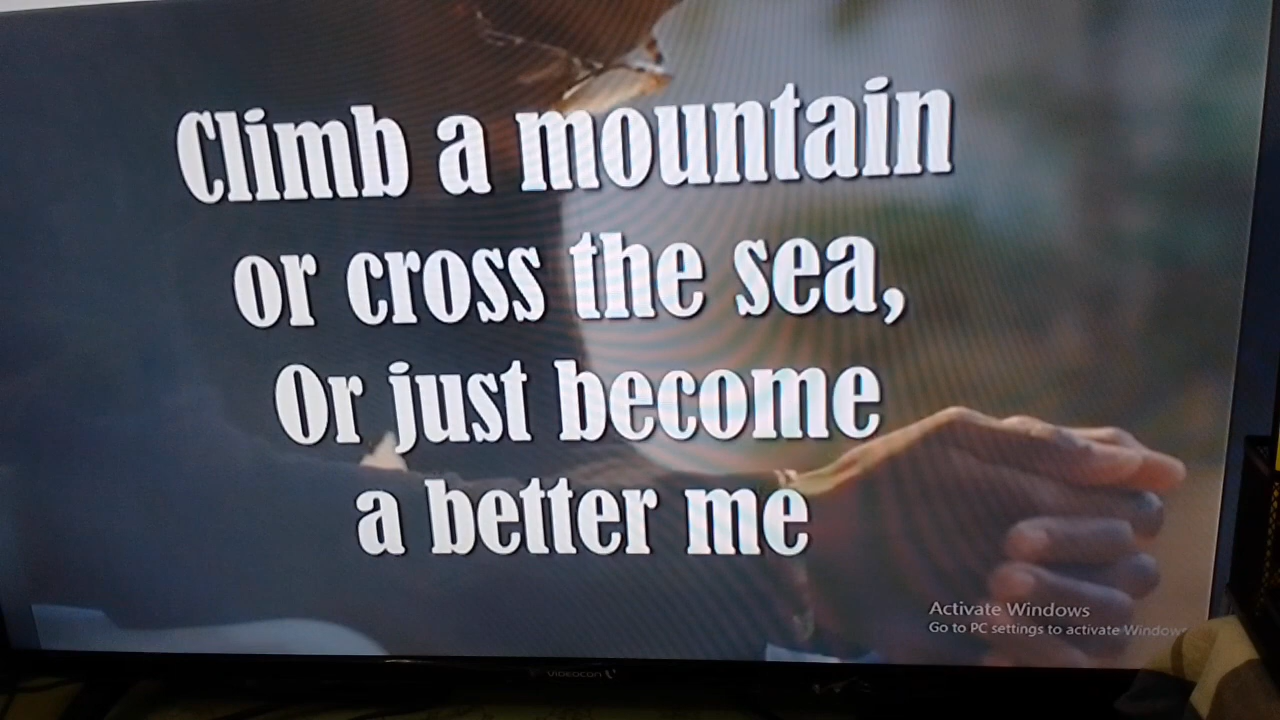 Climb a mountain
or cross the sea,
Or just become
a better me
Activate Windows
Go to PC settings to activate Windows
VIDEOCON